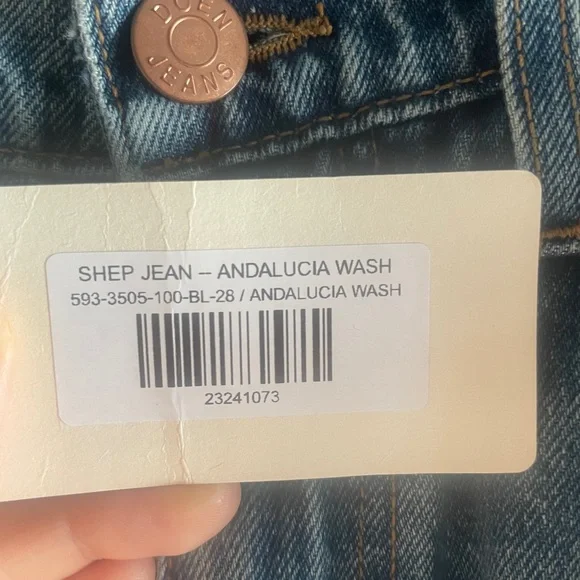 DOEN
JEANS
SHEP JEAN -- ANDALUCIA WASH
593-3505-100-BL-28 / ANDALUCIA WASH
23241073